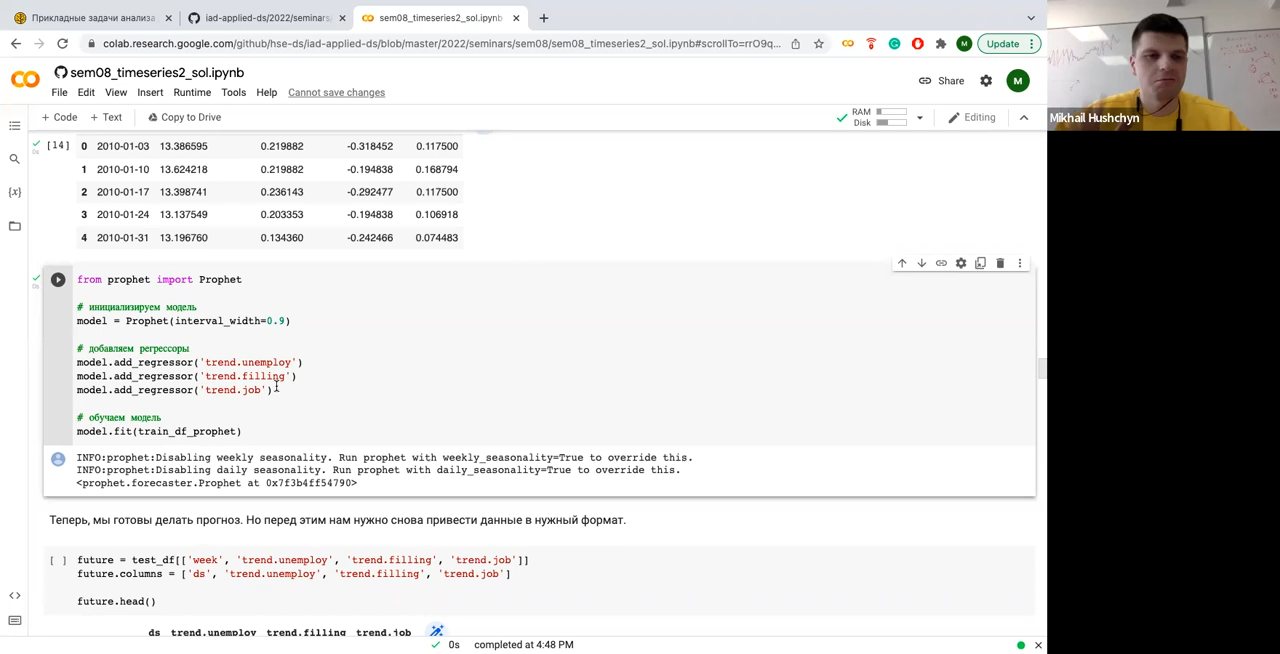 Прикладные задачи анализа
iad-applied-ds/2022/seminars/
sem08_timeseries2_sol.ipynb
colab.research.google.com/github/hse-ds/iad-applied-ds/blob/master/2022/seminars/sem08/sem08_timeseries2_sol.ipynb#scrollTo=rrO9q...
M
Update
sem08_timeseries2_sol.ipynb
File Edit View Insert Runtime Tools Help Cannot save changes
Share
M
+ Code + Text Copy to Drive
RAM
Disk
Editing
Mikhail Hushchyn
[14]
0 2010-01-03 13.386595 0.219882 -0.318452 0.117500
1 2010-01-10 13.624218 0.219882 -0.194838 0.168794
2 2010-01-17 13.398741 0.236143 -0.292477 0.117500
3 2010-01-24 13.137549 0.203353 -0.194838 0.106918
4 2010-01-31 13.196760 0.134360 -0.242466 0.074483
0s
from prophet import Prophet
# инициализируем модель
model = Prophet(interval_width=0.9)
# добавляем регрессоры
model.add_regressor('trend.unemploy')
model.add_regressor('trend.filling')
model.add_regressor('trend.job')
# обучаем модель
model.fit(train_df_prophet)
INFO:prophet:Disabling weekly seasonality. Run prophet with weekly_seasonality=True to override this.
INFO:prophet:Disabling daily seasonality. Run prophet with daily_seasonality=True to override this.
<prophet.forecaster.Prophet at 0x7f3b4ff54790>
Теперь, мы готовы делать прогноз. Но перед этим нам нужно снова привести данные в нужный формат.
[ ] future = test_df[['week', 'trend.unemploy', 'trend.filling', 'trend.job']]
future.columns = ['ds', 'trend.unemploy', 'trend.filling', 'trend.job']
future.head()
ds trend.unemploy trend.filling trend.job
0s completed at 4:48 PM